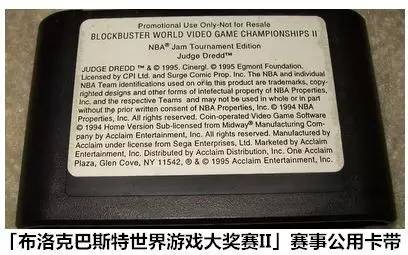 Promotional Use Only-Not for Resale
BLOCKBUSTER WORLD VIDEO GAME CHAMPIONSHIPS II
NBA® Jam Tournament Edition
Judge Dredd™
JUDGE DREDD ™ & © 1995. Cinergi. © 1995 Egmont Foundation.
Licensed by CPI Ltd. and Surge Comic Prop. Inc. The NBA and individual
NBA Team identifications used on or in this product are trademarks, copy-
righted designs and other forms of intelectual property of NBA Properties,
Inc. and the respective Teams and may not be used in whole or in part
without the prior written consent of NBA Properties, Inc. © 1994 NBA
Properties, Inc. All rights reserved. Coin-operated Video Game Software
© 1994 Home Version Sub-licensed from Midway® Manufacturing Com-
pany by Acclaim Entertainment, Inc. All rights reserved. Manufactured by
Acclaim under license from Sega Enterprises, Ltd. Marketed by Acclaim
Entertainment, Inc. Distributed by Acclaim Distribution, Inc. One Acclaim
Plaza, Glen Cove, NY 11542, ® & © 1995 Acclaim Entertainment, Inc.
「布洛克巴斯特世界游戏大奖赛II」赛事公用卡带